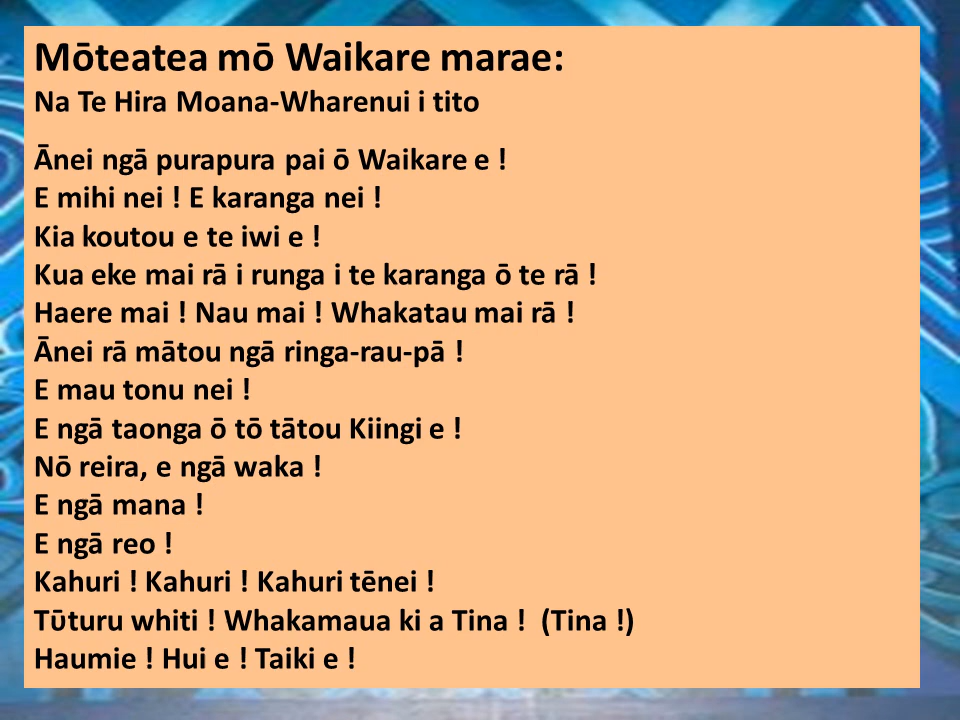 Mōteatea mō Waikare marae:
Na Te Hira Moana-Wharenui i tito
Ānei ngā purapura pai ō Waikare e !
E mihi nei ! E karanga nei !
Kia koutou e te iwi e !
Kua eke mai rā i runga i te karanga ō te rā !
Haere mai ! Nau mai ! Whakatau mai rā !
Ānei rā mātou ngā ringa-rau-pā !
E mau tonu nei !
E ngā taonga ō tō tātou Kiingi e !
Nō reira, e ngā waka !
E ngā mana !
E ngā reo !
Kahuri ! Kahuri ! Kahuri tēnei !
Tῡturu whiti ! Whakamaua ki a Tina !  (Tina !)
Haumie ! Hui e ! Taiki e !